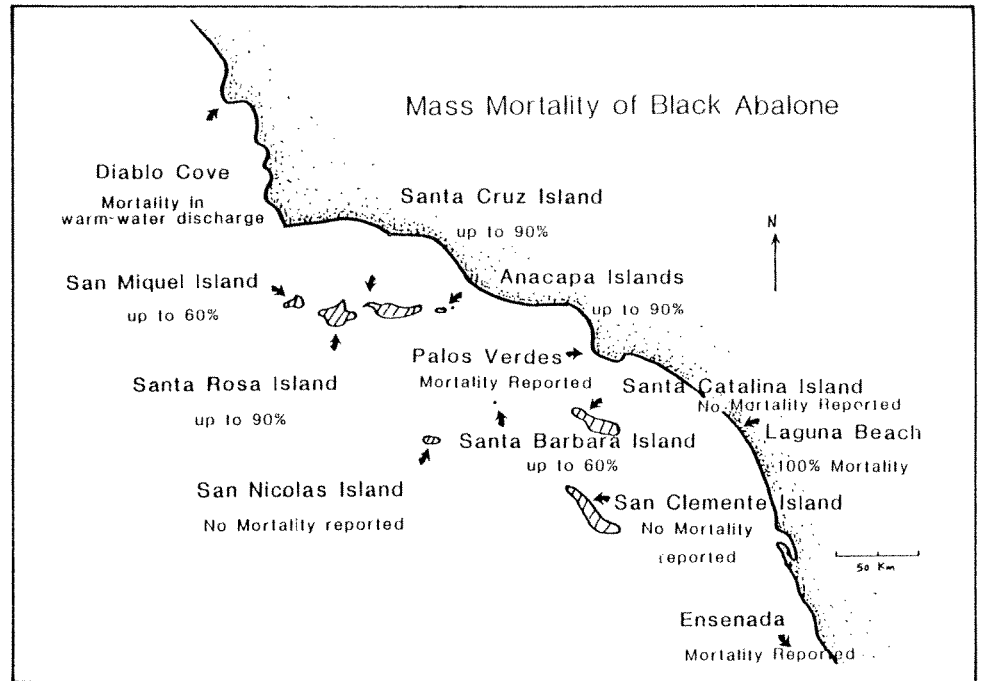 Mass Mortality of Black Abalone
Diablo Cove
Mortality in
warm-water discharge
Santa Cruz Island
up to 90%
N
San Miquel Island
up to 60%
Anacapa Islands
up to 90%
Palos Verdes
Mortality Reported
Santa Rosa Island
up to 90%
Santa Catalina Island
No Mortality Reported
Laguna Beach
100% Mortality
Santa Barbara Island
up to 60%
San Nicolas Island
No Mortality reported
San Clemente Island
No Mortality
reported
50 Km
Ensenada
Mortality Reported